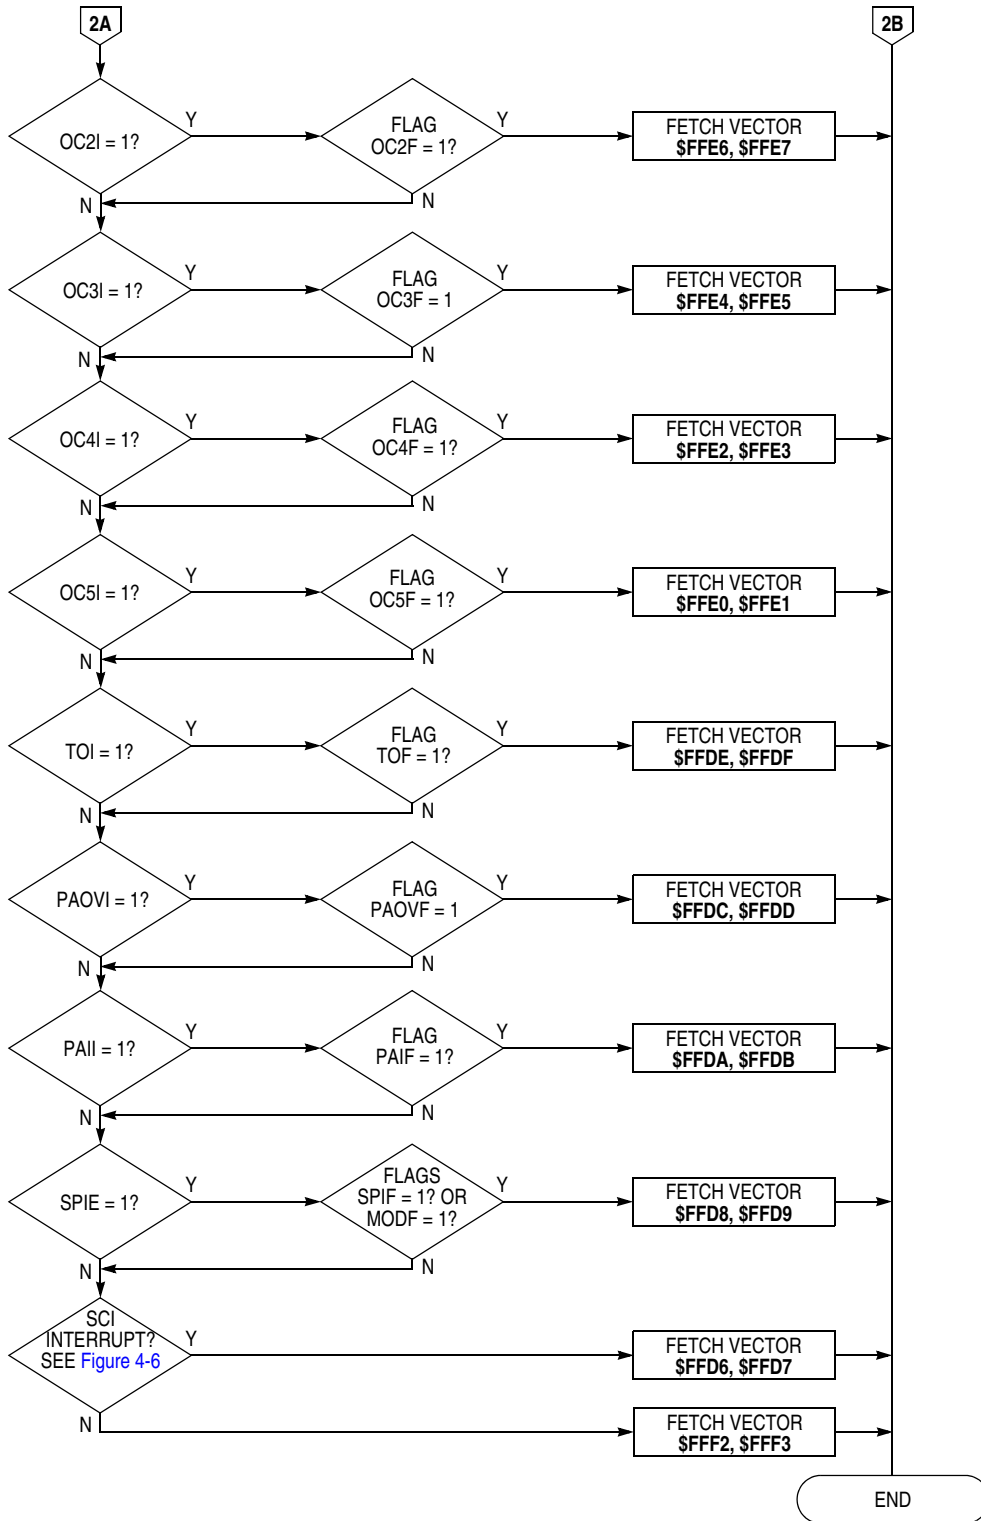 2A
2B
OC2I = 1?
Y
FLAG
OC2F = 1?
Y
FETCH VECTOR
$FFE6, $FFE7
N
N
OC3I = 1?
Y
FLAG
OC3F = 1
Y
FETCH VECTOR
$FFE4, $FFE5
N
N
OC4I = 1?
Y
FLAG
OC4F = 1?
Y
FETCH VECTOR
$FFE2, $FFE3
N
N
OC5I = 1?
Y
FLAG
OC5F = 1?
Y
FETCH VECTOR
$FFE0, $FFE1
N
N
TOI = 1?
Y
FLAG
TOF = 1?
Y
FETCH VECTOR
$FFDE, $FFDF
N
N
PAOVI = 1?
Y
FLAG
PAOVF = 1
Y
FETCH VECTOR
$FFDC, $FFDD
N
N
PAII = 1?
Y
FLAG
PAIF = 1?
Y
FETCH VECTOR
$FFDA, $FFDB
N
N
SPIE = 1?
Y
FLAGS
SPIF = 1? OR
MODF = 1?
Y
FETCH VECTOR
$FFD8, $FFD9
N
N
SCI
INTERRUPT?
SEE Figure 4-6
Y
FETCH VECTOR
$FFD6, $FFD7
N
FETCH VECTOR
$FFF2, $FFF3
END